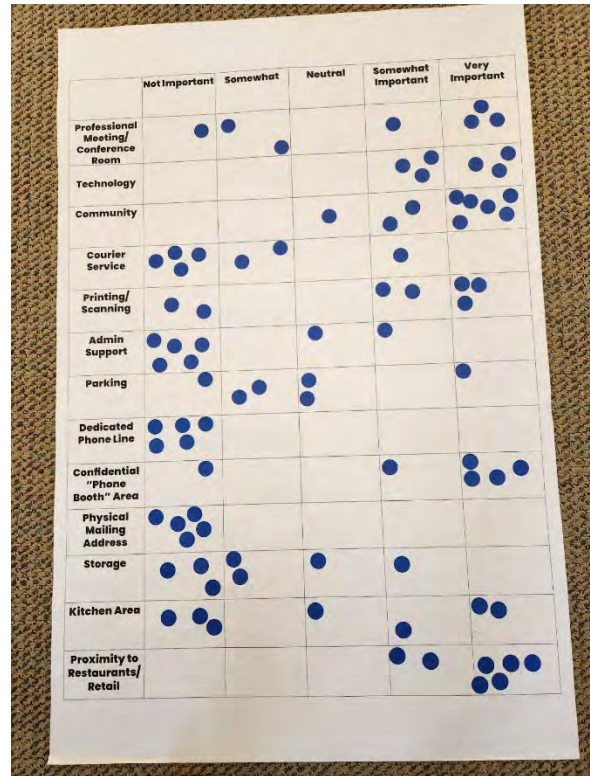 Not Important Somewhat Neutral Somewhat Important Very Important
Professional
Meeting/
Conference
Room
Technology
Community
Courier
Service
Printing/
Scanning
Admin
Support
Parking
Dedicated
Phone Line
Confidential
“Phone
Booth” Area
Physical
Mailing
Address
Storage
Kitchen Area
Proximity to
Restaurants/
Retail